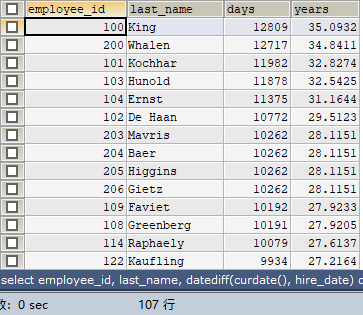 employee_id last_name days years
100 King 12809 35.0932
200 Whalen 12717 34.8411
101 Kochhar 11982 32.8274
103 Hunold 11878 32.5425
104 Ernst 11375 31.1644
102 De Haan 10772 29.5123
203 Mavris 10262 28.1151
204 Baer 10262 28.1151
205 Higgins 10262 28.1151
206 Gietz 10262 28.1151
109 Faviet 10192 27.9233
108 Greenberg 10191 27.9205
114 Raphaely 10079 27.6137
122 Kaufling 9934 27.2164
select employee_id, last_name, datediff(curdate(), hire_date) d
: 0 sec 107 行